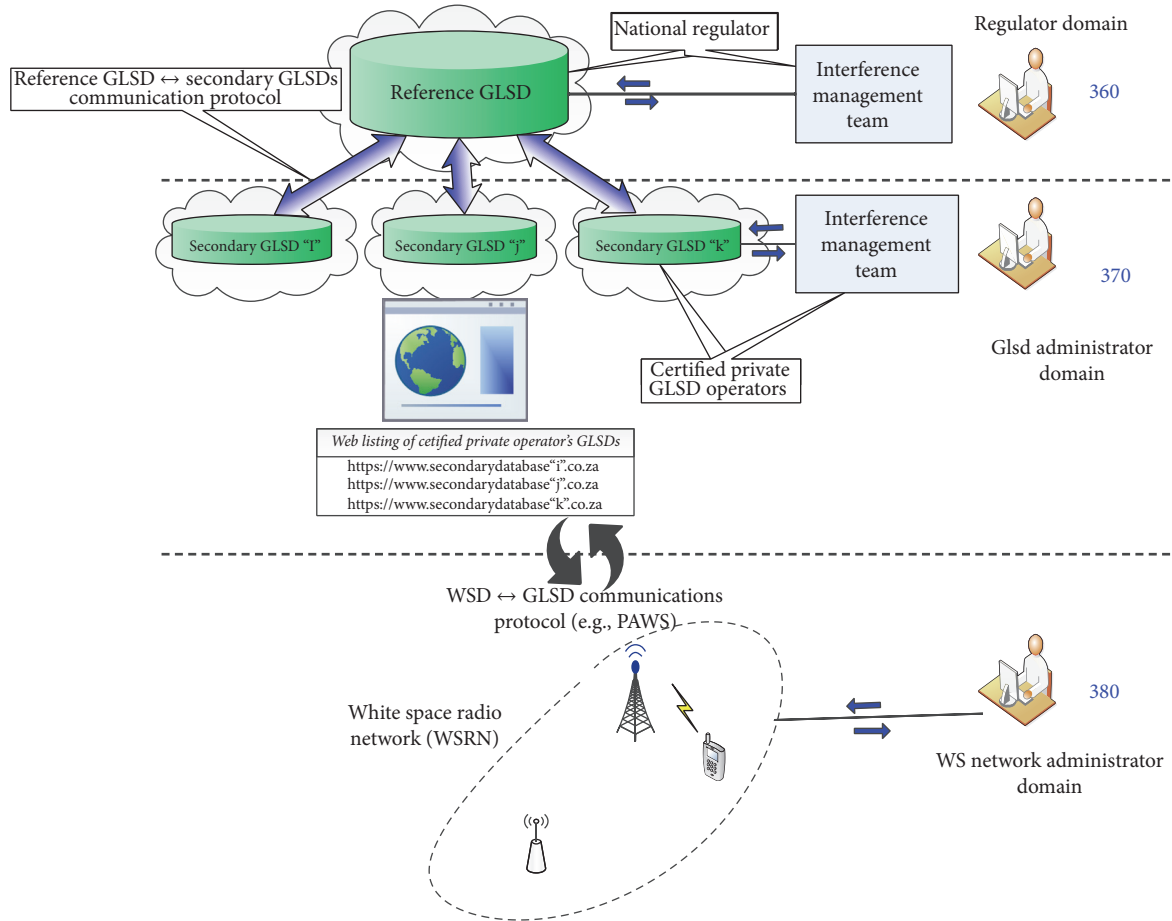 National regulator
Regulator domain
Reference GLSD ↔ secondary GLSDs
communication protocol
Reference GLSD
Interference
management
team
360
Secondary GLSD “I”
Secondary GLSD “j”
Secondary GLSD “k”
Interference
management
team
370
Certified private
GLSD operators
Glsd administrator
domain
Web listing of cetified private operator's GLSDs
https://www.secondarydatabase“i”.co.za
https://www.secondarydatabase“j”.co.za
https://www.secondarydatabase“k”.co.za
WSD ↔ GLSD communications
protocol (e.g., PAWS)
White space radio
network (WSRN)
380
WS network administrator
domain